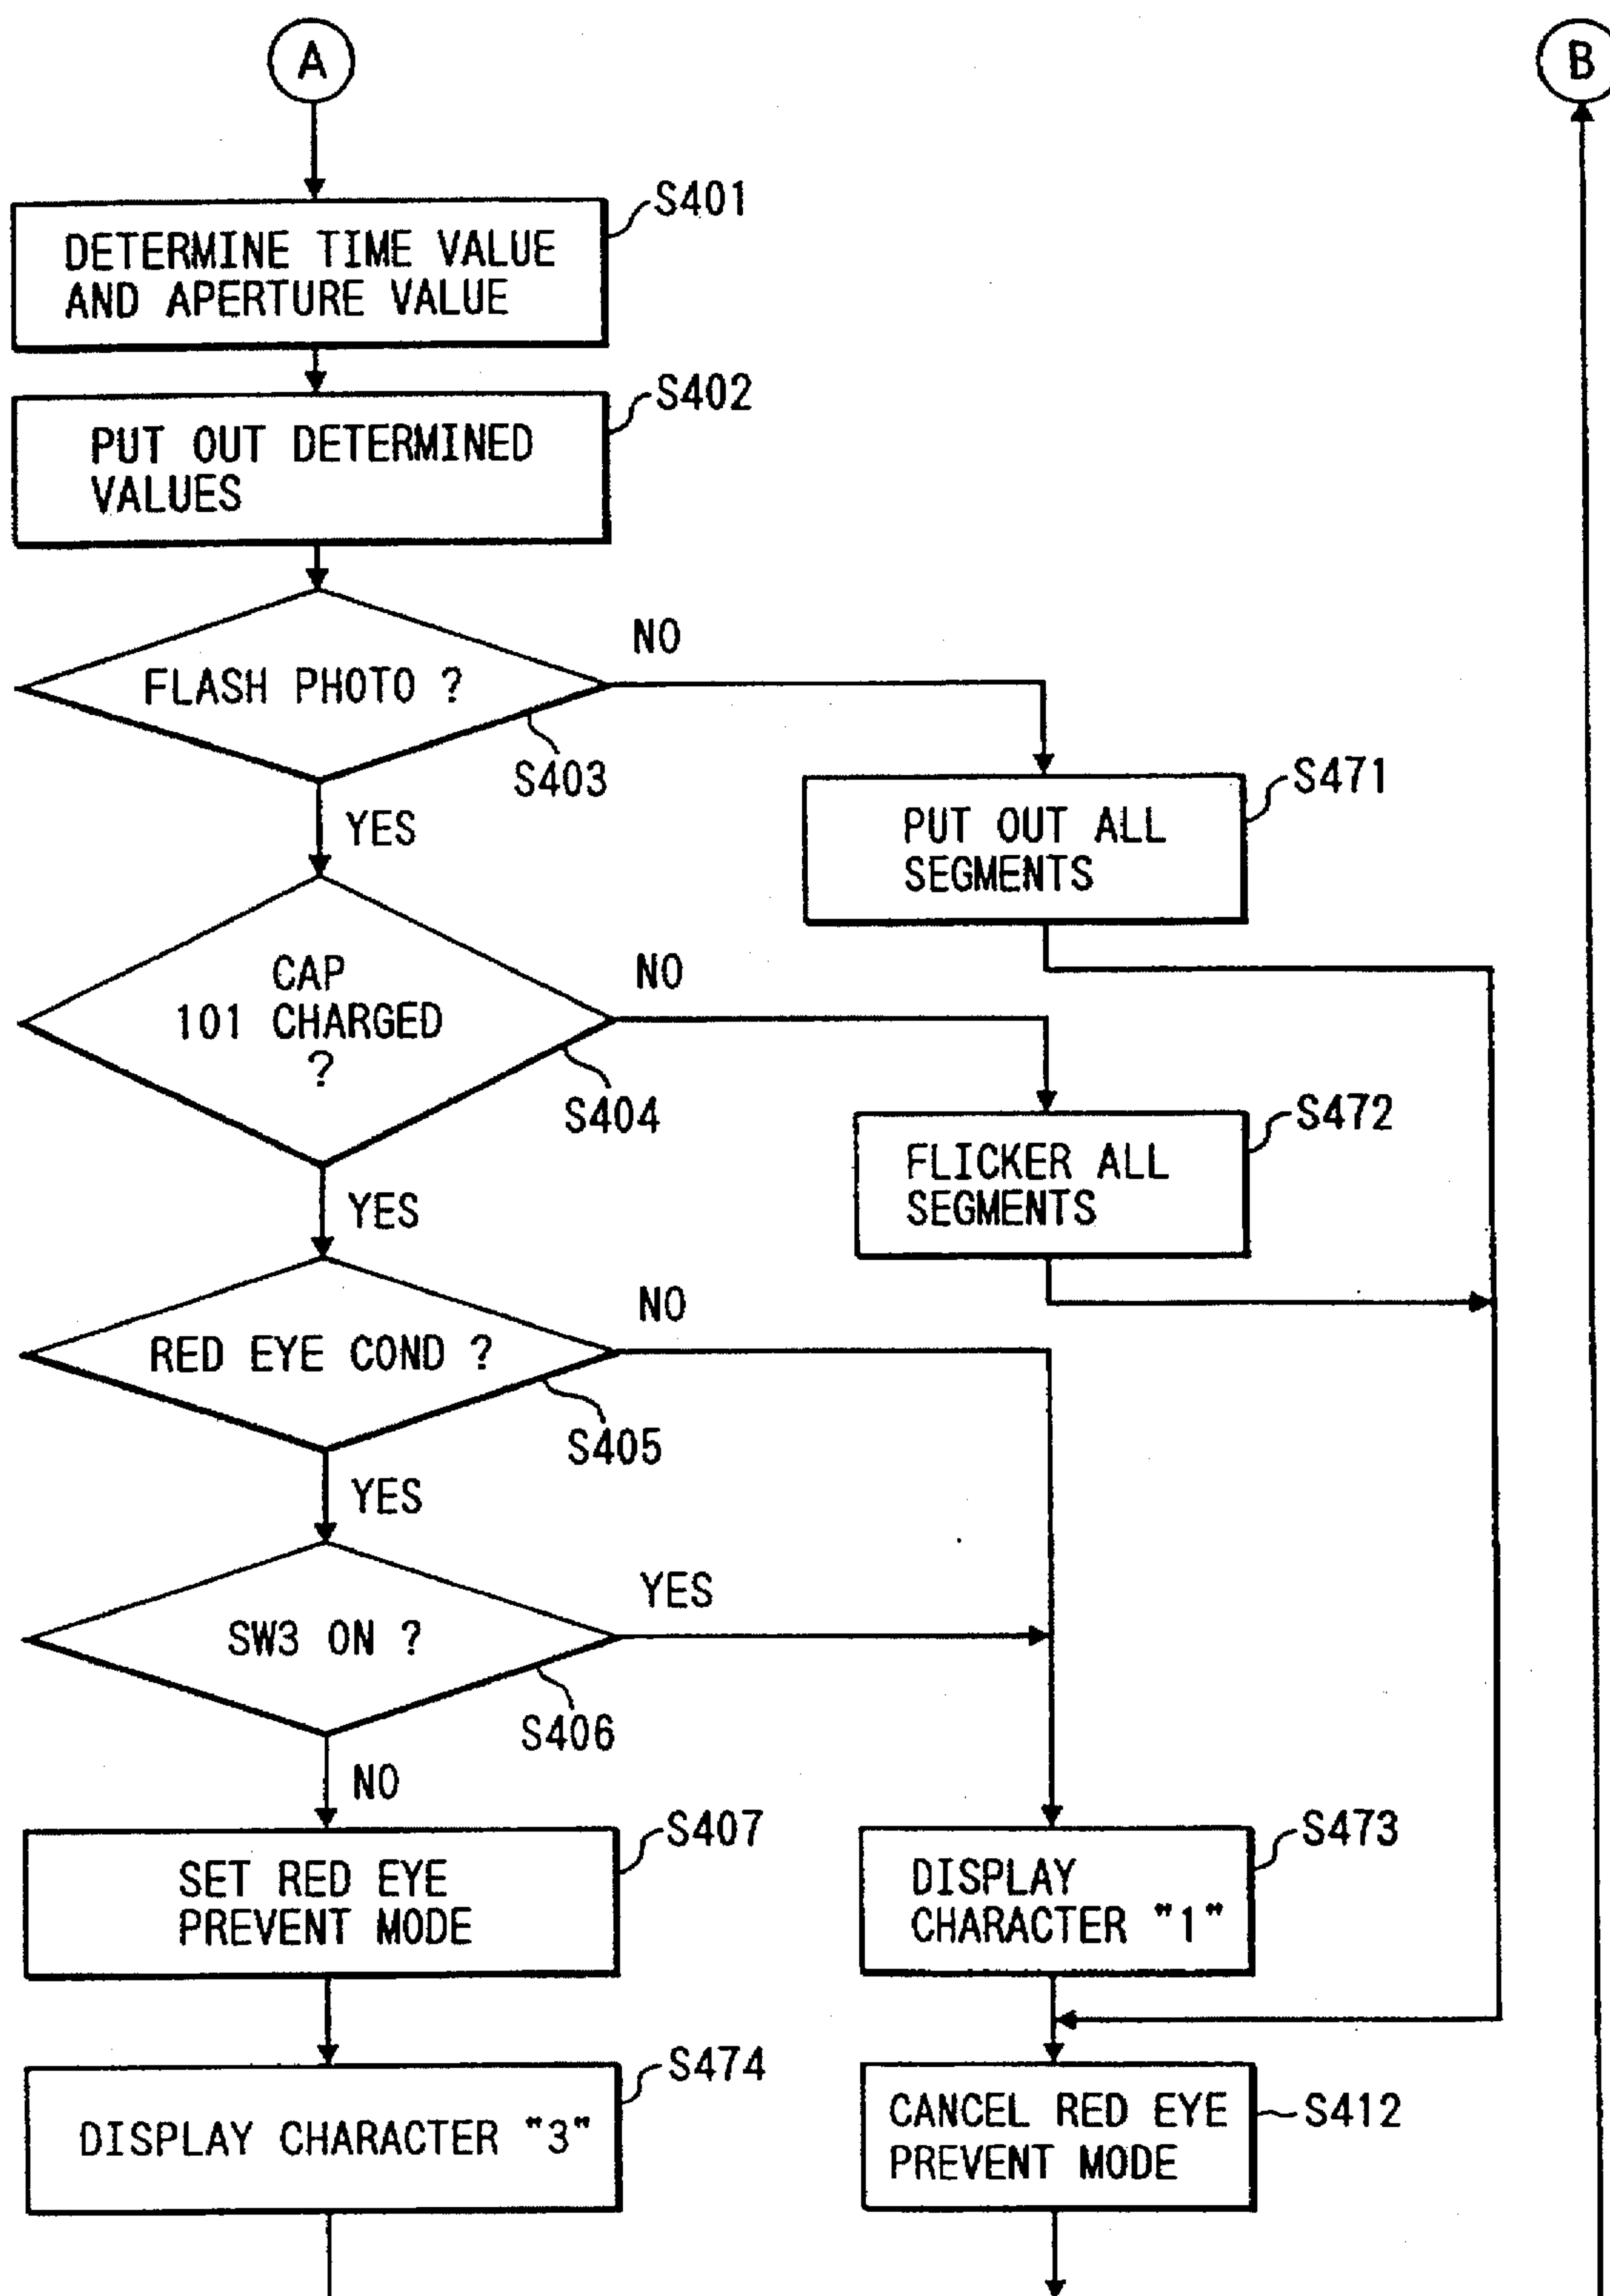 A
B
S401
DETERMINE TIME VALUE
AND APERTURE VALUE
S402
PUT OUT DETERMINED
VALUES
FLASH PHOTO ?
NO
S403
YES
S471
PUT OUT ALL
SEGMENTS
CAP
101 CHARGED
?
NO
S404
YES
S472
FLICKER ALL
SEGMENTS
RED EYE COND ?
NO
S405
YES
SW3 ON ?
YES
S406
NO
S407
SET RED EYE
PREVENT MODE
S473
DISPLAY
CHARACTER "1"
S474
DISPLAY CHARACTER "3"
CANCEL RED EYE
PREVENT MODE
S412